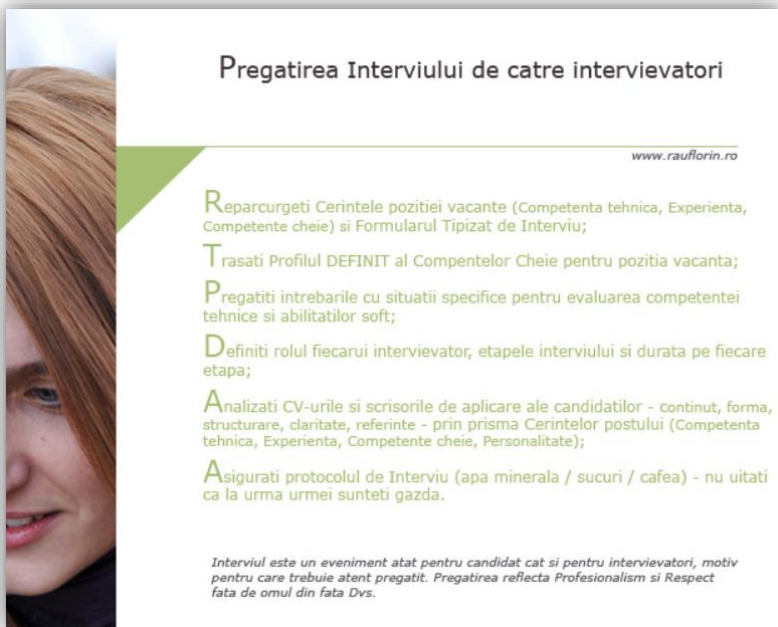 Pregatirea Interviului de catre intervievatori
www.rauflorin.ro
Reparcurgeti Cerintele pozitiei vacante (Competenta tehnica, Experienta,
Competente cheie) si Formularul Tipizat de Interviu;
Trasati Profilul DEFINIT al Compentelor Cheie pentru pozitia vacanta;
Pregatiti intrebarile cu situatii specifice pentru evaluarea competentei
tehnice si abilitatilor soft;
Definiti rolul fiecarui intervievator, etapele interviului si durata pe fiecare
etapa;
Analizati CV-urile si scrisorile de aplicare ale candidatilor - continut, forma,
structurare, claritate, referinte - prin prisma Cerintelor postului (Competenta
tehnica, Experienta, Competente cheie, Personalitate);
Asigurati protocolul de Interviu (apa minerala / sucuri / cafea) - nu uitati
ca la urma urmei sunteti gazda.
Interviul este un eveniment atat pentru candidat cat si pentru intervievatori, motiv
pentru care trebuie atent pregatit. Pregatirea reflecta Profesionalism si Respect
fata de omul din fata Dvs.